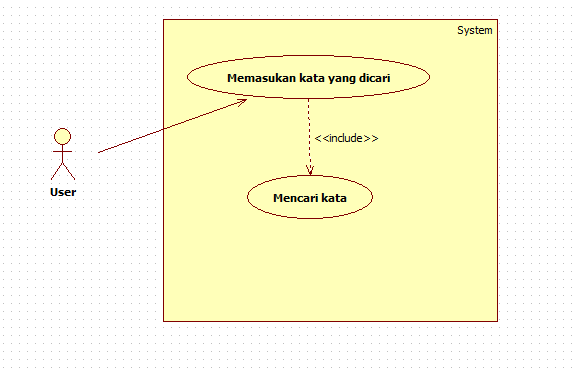 System
Memasukan kata yang dicari
<<include>>
User
Mencari kata